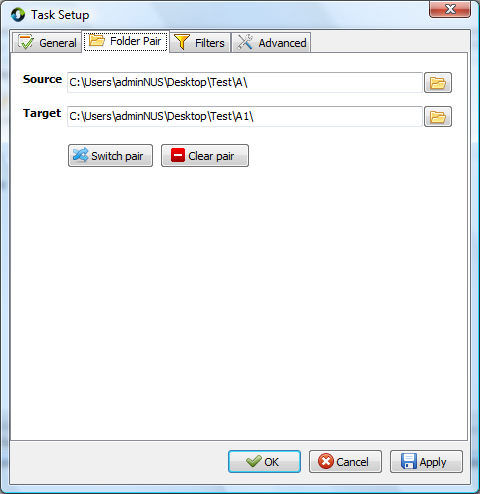 Task Setup
General Folder Pair Filters Advanced
Source C:\Users\adminNUS\Desktop\Test\A\
Target C:\Users\adminNUS\Desktop\Test\A1\
Switch pair Clear pair
OK Cancel Apply